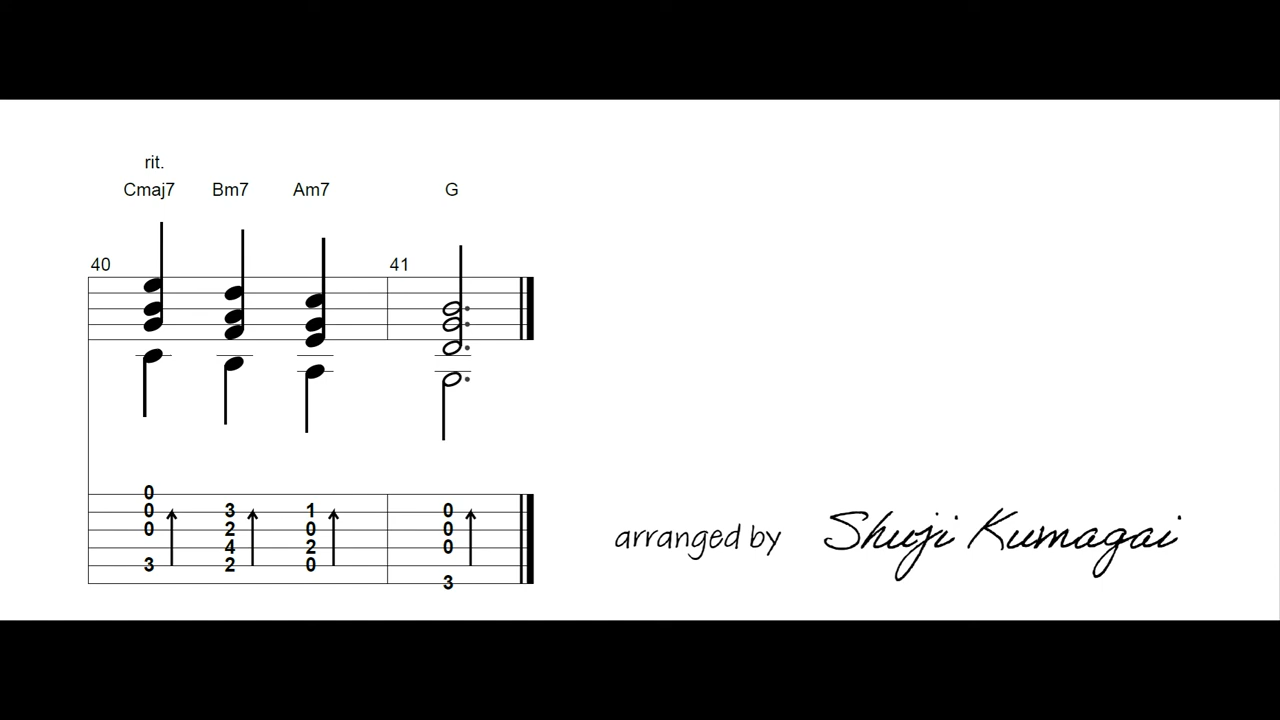 rit.
Cmaj7 Bm7 Am7 G
40 41
0
0 3 1 0
0 2 0 0
4 2 0
3 2 0
3
arranged by Shuji Kumagai